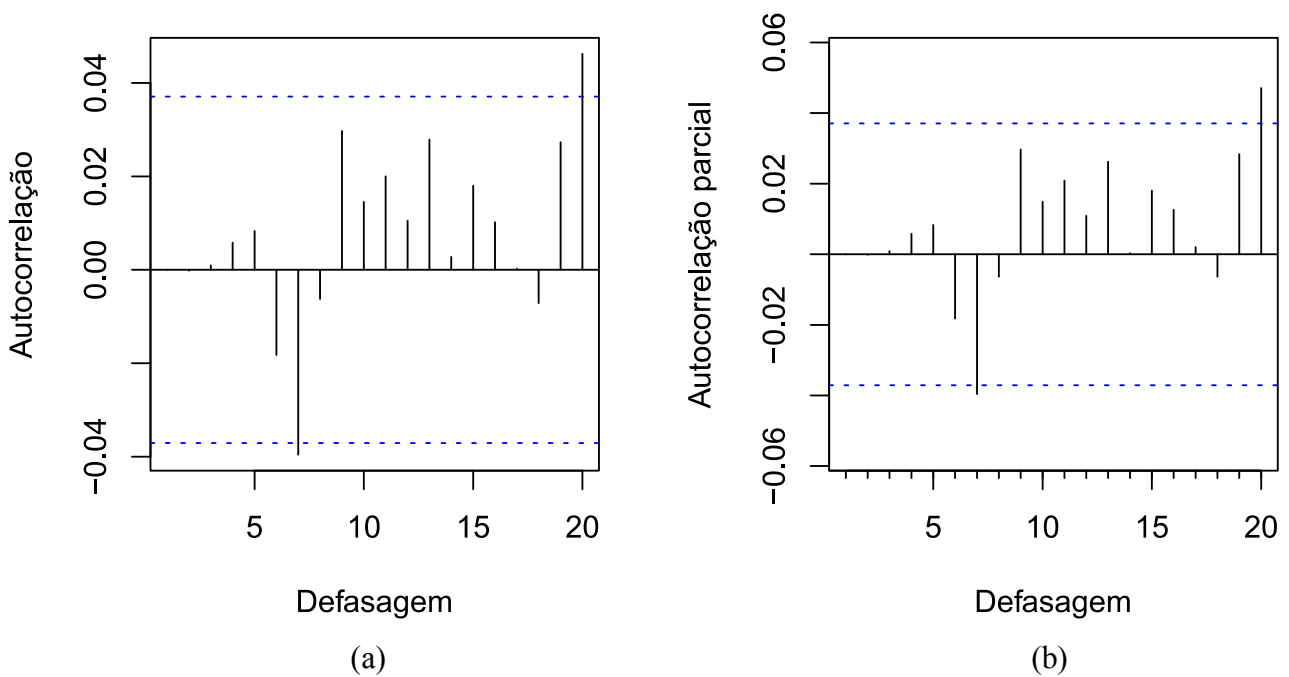 Autocorrelação
0.04
0.02
0.00
−0.04
5 10 15 20
Defasagem
(a)
Autocorrelação parcial
0.06
0.02
−0.02
−0.06
5 10 15 20
Defasagem
(b)